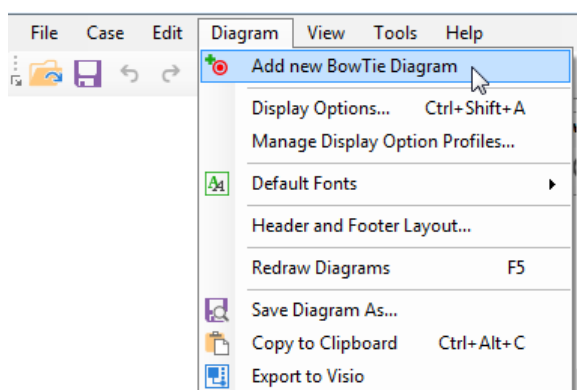 File Case Edit Diagram View Tools Help
Add new BowTie Diagram
Display Options... Ctrl+Shift+A
Manage Display Option Profiles...
Default Fonts
Header and Footer Layout...
Redraw Diagrams F5
Save Diagram As...
Copy to Clipboard Ctrl+Alt+C
Export to Visio